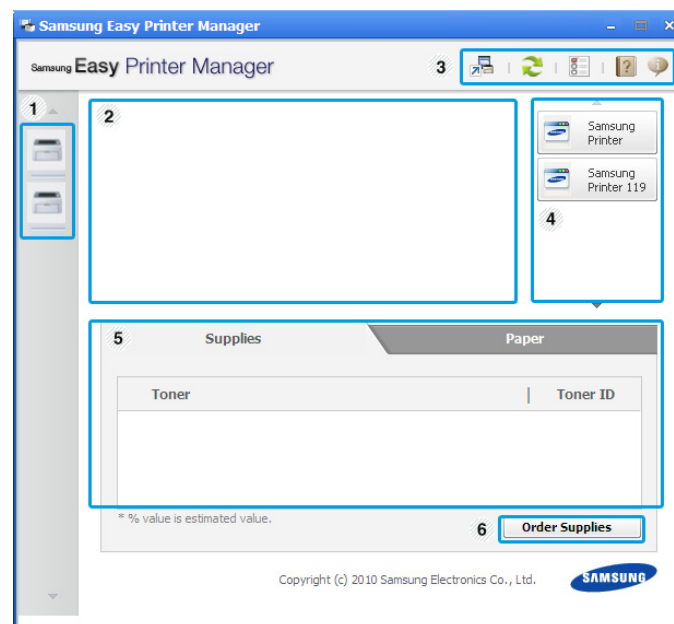 Samsung Easy Printer Manager
Samsung Easy Printer Manager
3
1
2
Samsung
Printer
Samsung
Printer 119
4
5 Supplies Paper
Toner | Toner ID
* % value is estimated value.
6 Order Supplies
Copyright (c) 2010 Samsung Electronics Co., Ltd. SAMSUNG